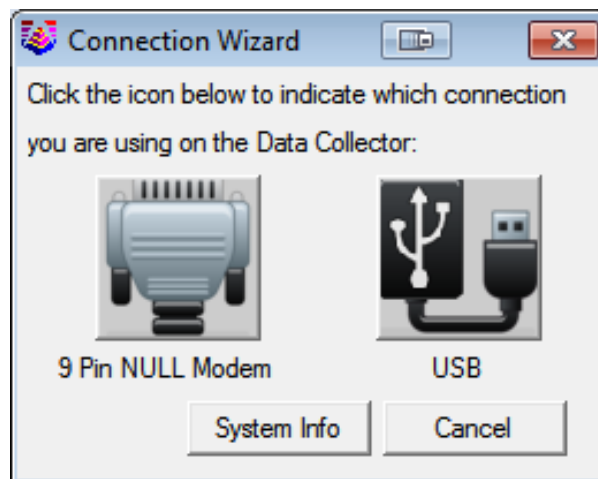 Connection Wizard
Click the icon below to indicate which connection
you are using on the Data Collector:
9 Pin NULL Modem
USB
System Info
Cancel